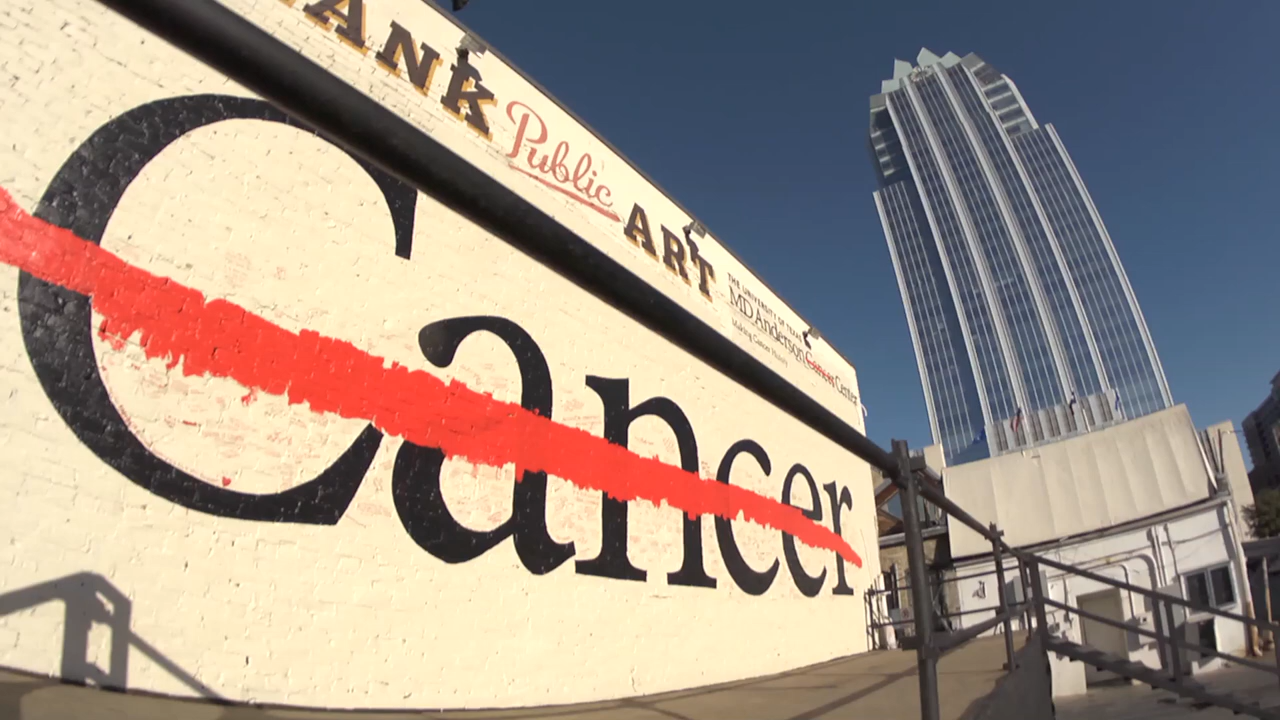 ANK Public ART
THE UNIVERSITY OF TEXAS
MD Anderson Cancer Center
Making Cancer History
Cancer